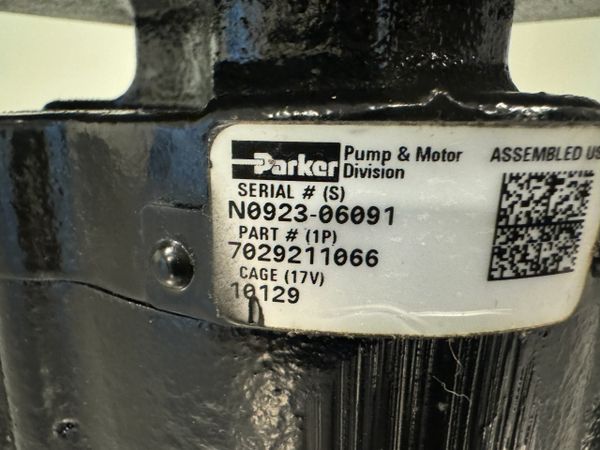 Parker Pump & Motor
Division
ASSEMBLED US
SERIAL # (S)
N0923-06091
PART # (1P)
7029211066
CAGE (17V)
10129